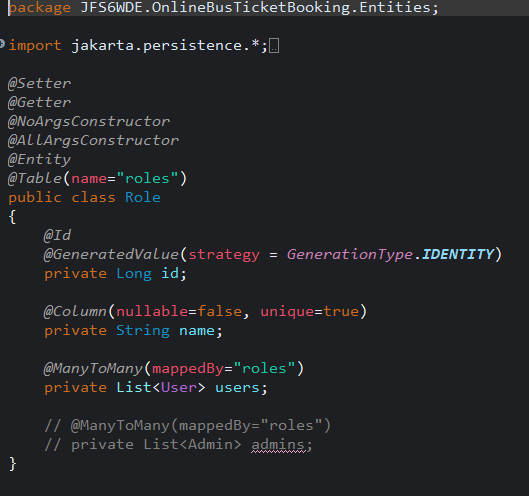 package JFS6WDE.OnlineBusTicketBooking.Entities;
import jakarta.persistence.*;
@Setter
@Getter
@NoArgsConstructor
@AllArgsConstructor
@Entity
@Table(name="roles")
public class Role
{
@Id
@GeneratedValue(strategy = GenerationType.IDENTITY)
private Long id;
@Column(nullable=false, unique=true)
private String name;
@ManyToMany(mappedBy="roles")
private List<User> users;
// @ManyToMany(mappedBy="roles")
// private List<Admin> admins;
}